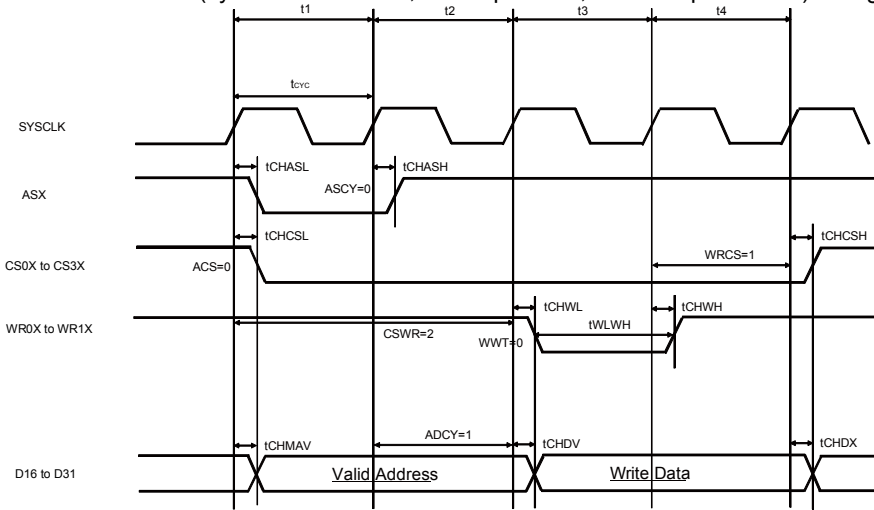 t1 t2 t3 t4
tCYC
SYSCLK
tCHASL
tCHASH
ASX
ASCY=0
tCHCSL
tCHCSH
CS0X to CS3X
ACS=0
WRCS=1
tCHWL
tCHWH
WR0X to WR1X
CSWR=2
WWT=0
tWLWH
tCHMAV
ADCY=1
tCHDV
tCHDX
D16 to D31
Valid Address
Write Data